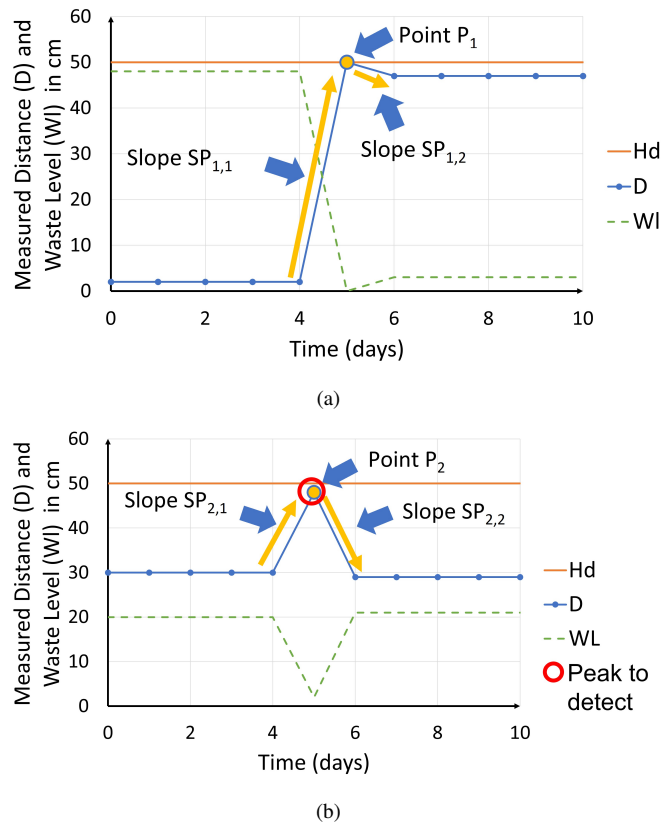 Measured Distance (D) and
Waste Level (Wl) in cm
60
50
40
30
20
10
0
0 2 4 6 8 10
Time (days)
Point P1
Slope SP1,1
Slope SP1,2
Hd
D
Wl
(a)
Measured Distance (D) and
Waste Level (Wl) in cm
60
50
40
30
20
10
0
0 2 4 6 8 10
Time (days)
Point P2
Slope SP2,1
Slope SP2,2
Hd
D
WL
Peak to
detect
(b)